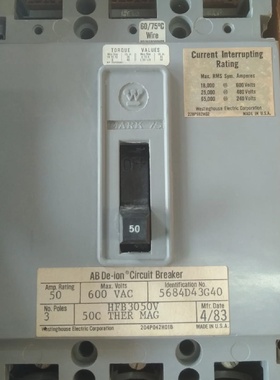 60/75°C
Wire
TORQUE VALUES
Current Interrupting
Rating
Max. RMS Sym. Amperes
18,000 @ 600 Volts
25,000 @ 480 Volts
65,000 @ 240 Volts
Westinghouse Electric Corporation
MADE IN U.S.A.
W
MARK 75
50
AB De-ion® Circuit Breaker
Amp. Rating
50
Max. Volts
600 VAC
Identification No.
5684D43G40
No. Poles
3
HFB3050V
50C THER MAG
Mfr. Date
4/83
Westinghouse Electric Corporation
204P042H01B
MADE IN U.S.A.